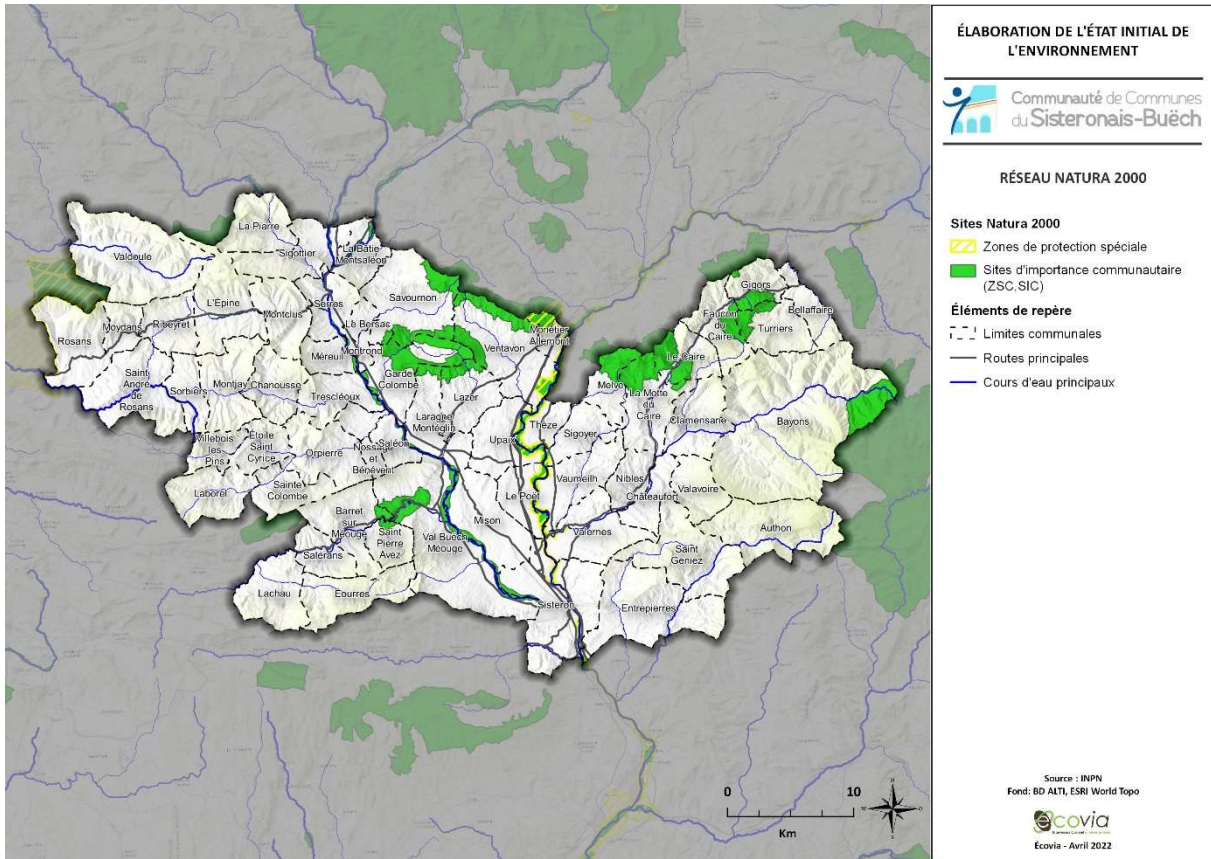 ÉLABORATION DE L'ÉTAT INITIAL DE
L'ENVIRONNEMENT
Communauté de Communes
du Sisteronais-Buëch
RÉSEAU NATURA 2000
Sites Natura 2000
Zones de protection spéciale
Sites d'importance communautaire
(ZSC,SIC)
Éléments de repère
Limites communales
Routes principales
Cours d'eau principaux
Source : INPN
Fond: BD ALTI, ESRI World Topo
écovia
Écovia - Avril 2022
La Piarre
Sigottier
La Bâtie
Montsaléon
Valdoule
L'Épine
Serres
Savournon
Montclus
Ribeyret
Moydans
Rosans
Le Bersac
Méreuil
Montrond
Ventavon
Monêtier
Allemont
Gigors
Bellaffaire
Faucon
du
Caire
Turriers
Saint
André
de
Rosans
Sorbiers
Montjay
Chanousse
Trescléoux
Garde
Colombe
Lazer
Le Caire
Melve
La Motte
du
Caire
Clamensane
Bayons
Laragne
Montéglin
Upaix
Thèze
Sigoyer
Villebois
les
Pins
Étoile
Saint
Cyrice
Orpierre
Saléon
Nossage
et
Bénévent
Laborel
Sainte
Colombe
Vaumeilh
Nibles
Valavoire
Châteaufort
Le Poët
Barret
sur
Méouge
Mison
Authon
Salérans
Saint
Pierre
Avez
Val Buëch
Méouge
Valernes
Saint
Geniez
Lachau
Éourres
Sisteron
Entrepierres
0
10
Km